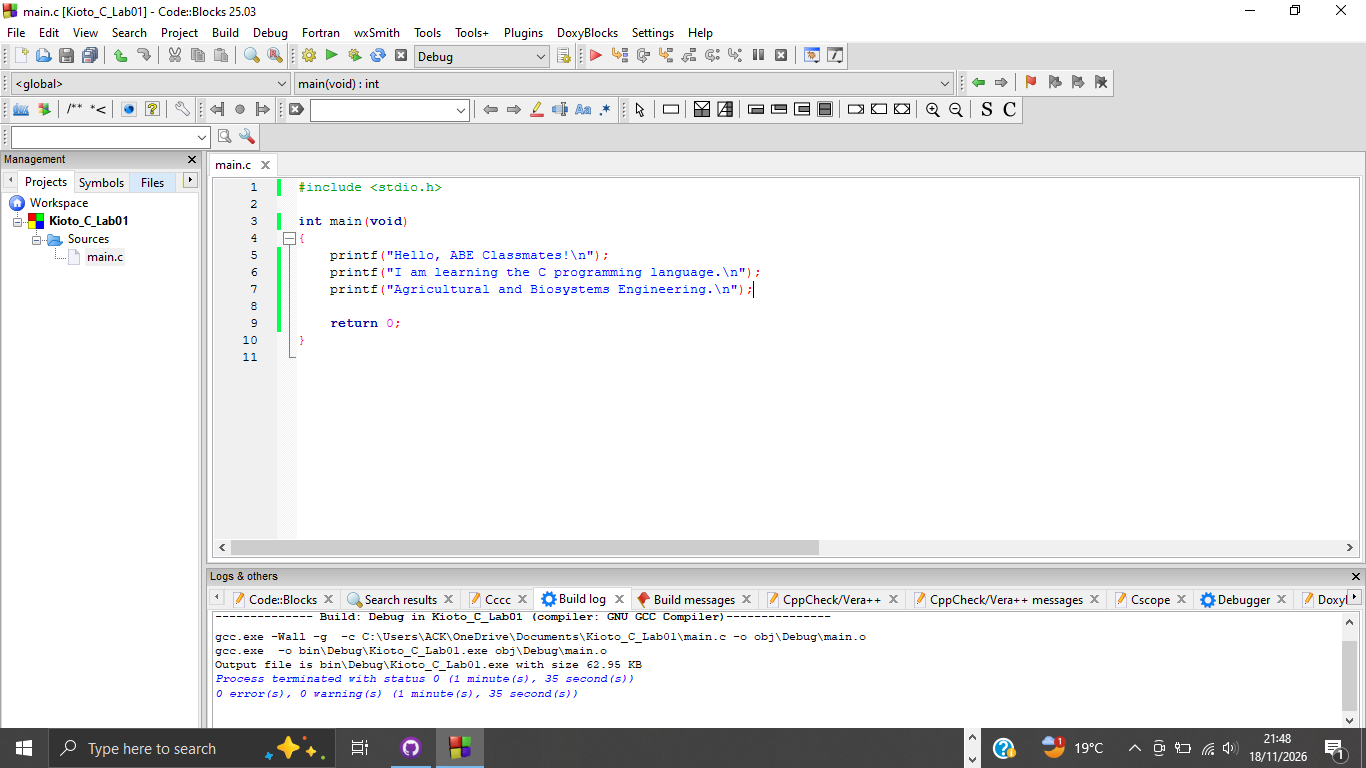 main.c [Kioto_C_Lab01] - Code::Blocks 25.03
File Edit View Search Project Build Debug Fortran wxSmith Tools Tools+ Plugins DoxyBlocks Settings Help
Debug
<global> main(void) : int
/** *< Aa .* S C
Management
main.c
Projects Symbols Files
Workspace
Kioto_C_Lab01
Sources
main.c
1 #include <stdio.h>
2
3 int main(void)
4 {
5 printf("Hello, ABE Classmates!\n");
6 printf("I am learning the C programming language.\n");
7 printf("Agricultural and Biosystems Engineering.\n");
8
9 return 0;
10 }
11
Logs & others
Code::Blocks Search results Cccc Build log Build messages CppCheck/Vera++ CppCheck/Vera++ messages Cscope Debugger Doxyl
-------------- Build: Debug in Kioto_C_Lab01 (compiler: GNU GCC Compiler)---------------
gcc.exe -Wall -g  -c C:\Users\ACK\OneDrive\Documents\Kioto_C_Lab01\main.c -o obj\Debug\main.o
gcc.exe  -o bin\Debug\Kioto_C_Lab01.exe obj\Debug\main.o
Output file is bin\Debug\Kioto_C_Lab01.exe with size 62.95 KB
Process terminated with status 0 (1 minute(s), 35 second(s))
0 error(s), 0 warning(s) (1 minute(s), 35 second(s))
Type here to search
1
19°C
21:48
18/11/2026
1